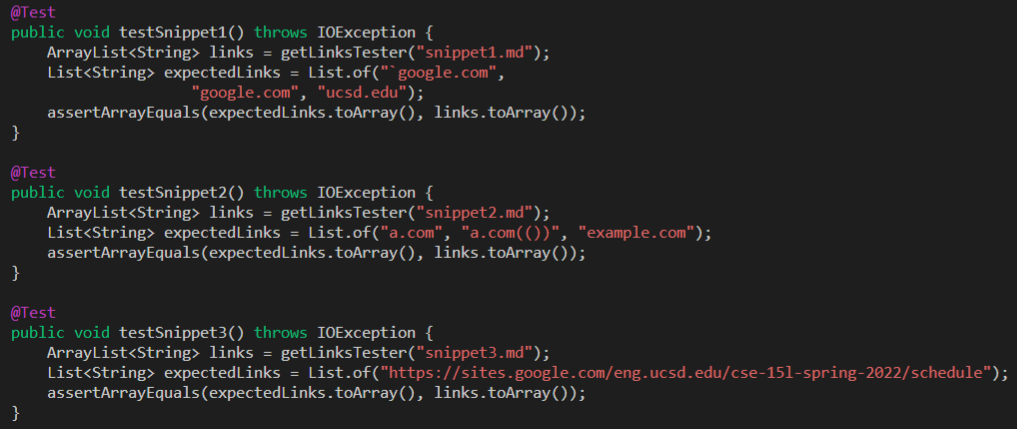 @Test
public void testSnippet1() throws IOException {
    ArrayList<String> links = getLinksTester("snippet1.md");
    List<String> expectedLinks = List.of("`google.com",
                "google.com", "ucsd.edu");
    assertArrayEquals(expectedLinks.toArray(), links.toArray());
}

@Test
public void testSnippet2() throws IOException {
    ArrayList<String> links = getLinksTester("snippet2.md");
    List<String> expectedLinks = List.of("a.com", "a.com(())", "example.com");
    assertArrayEquals(expectedLinks.toArray(), links.toArray());
}

@Test
public void testSnippet3() throws IOException {
    ArrayList<String> links = getLinksTester("snippet3.md");
    List<String> expectedLinks = List.of("https://sites.google.com/eng.ucsd.edu/cse-15l-spring-2022/schedule");
    assertArrayEquals(expectedLinks.toArray(), links.toArray());
}